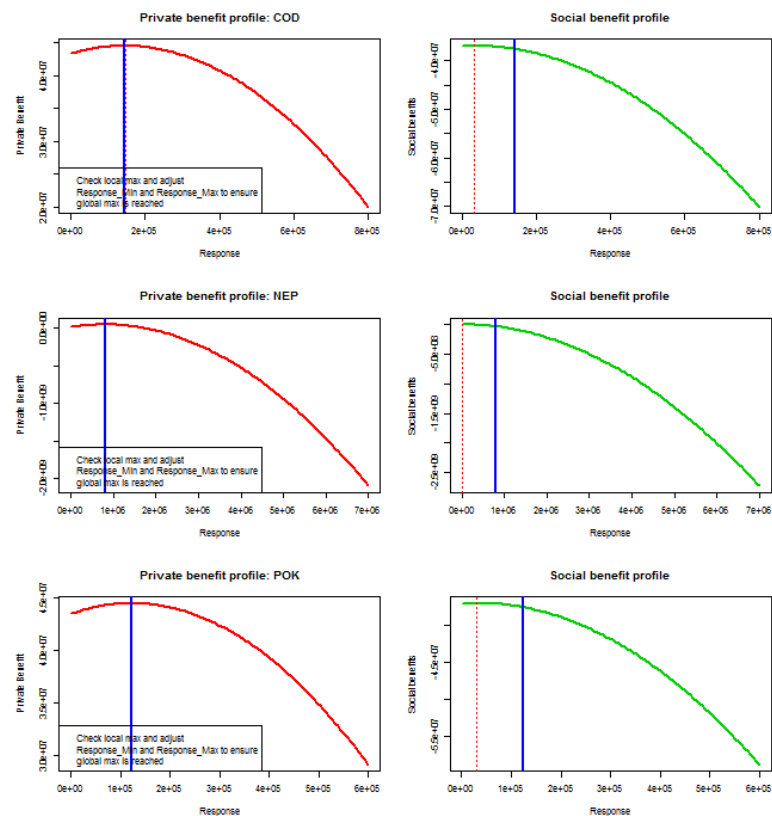 Private benefit profile: COD
Private Benefit
4.0e+07
3.0e+07
2.0e+07
Check local max and adjust
Response_Min and Response_Max to ensure
global max is reached
0e+00 2e+05 4e+05 6e+05 8e+05
Response
Social benefit profile
Social benefits
-4.0e+07
-5.0e+07
-6.0e+07
-7.0e+07
0e+00 2e+05 4e+05 6e+05 8e+05
Response
Private benefit profile: NEP
Private Benefit
0.0e+00
-1.0e+09
-2.0e+09
Check local max and adjust
Response_Min and Response_Max to ensure
global max is reached
0e+00 1e+06 2e+06 3e+06 4e+06 5e+06 6e+06 7e+06
Response
Social benefit profile
Social benefits
-5.0e+08
-1.5e+09
-2.5e+09
0e+00 1e+06 2e+06 3e+06 4e+06 5e+06 6e+06 7e+06
Response
Private benefit profile: POK
Private Benefit
4.5e+07
4.0e+07
3.5e+07
3.0e+07
Check local max and adjust
Response_Min and Response_Max to ensure
global max is reached
0e+00 1e+05 2e+05 3e+05 4e+05 5e+05 6e+05
Response
Social benefit profile
Social benefits
-4.5e+07
-5.5e+07
0e+00 1e+05 2e+05 3e+05 4e+05 5e+05 6e+05
Response